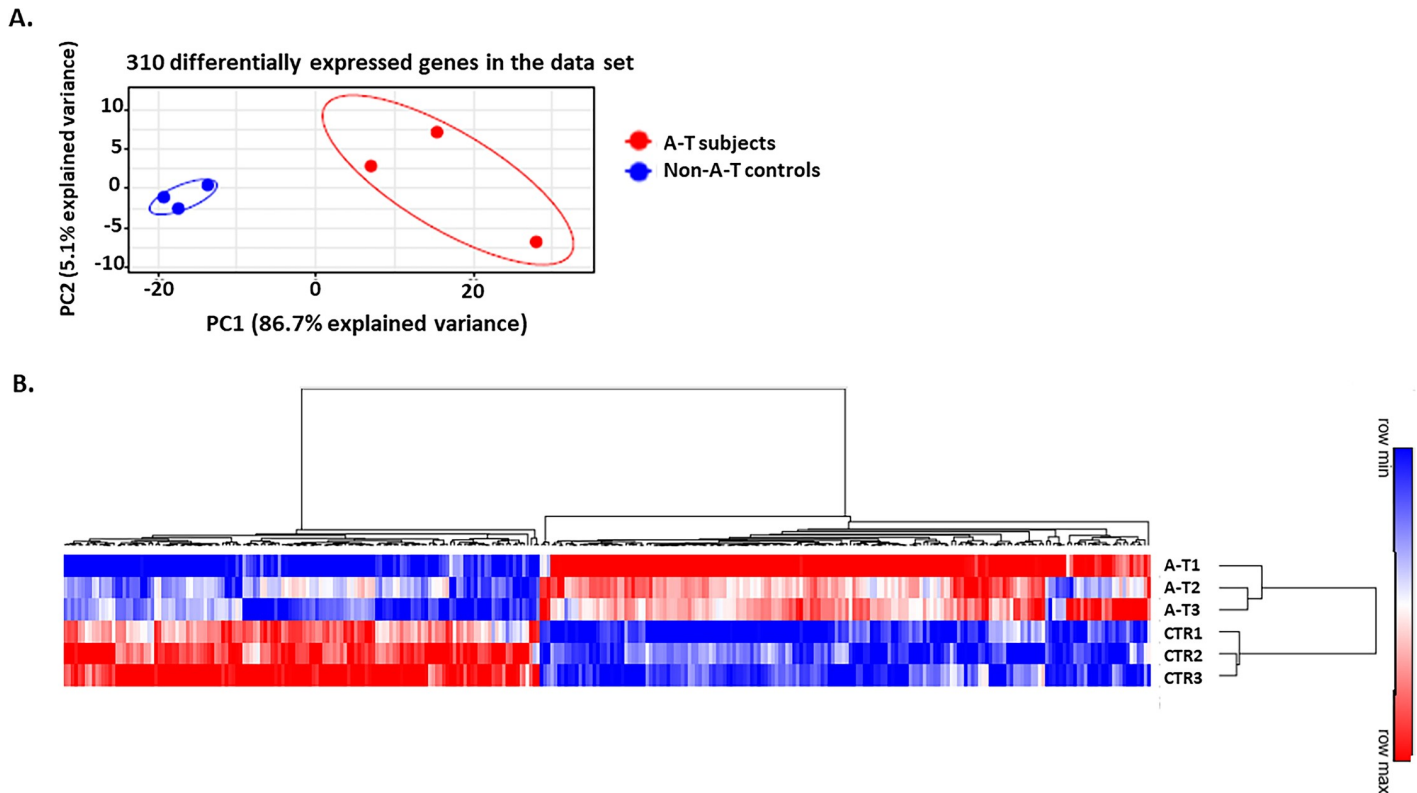 A.
310 differentially expressed genes in the data set
PC2 (5.1% explained variance)
10
5
0
-5
-10
-20
0
20
PC1 (86.7% explained variance)
A-T subjects
Non-A-T controls
B.
A-T1
A-T2
A-T3
CTR1
CTR2
CTR3
row min
row max